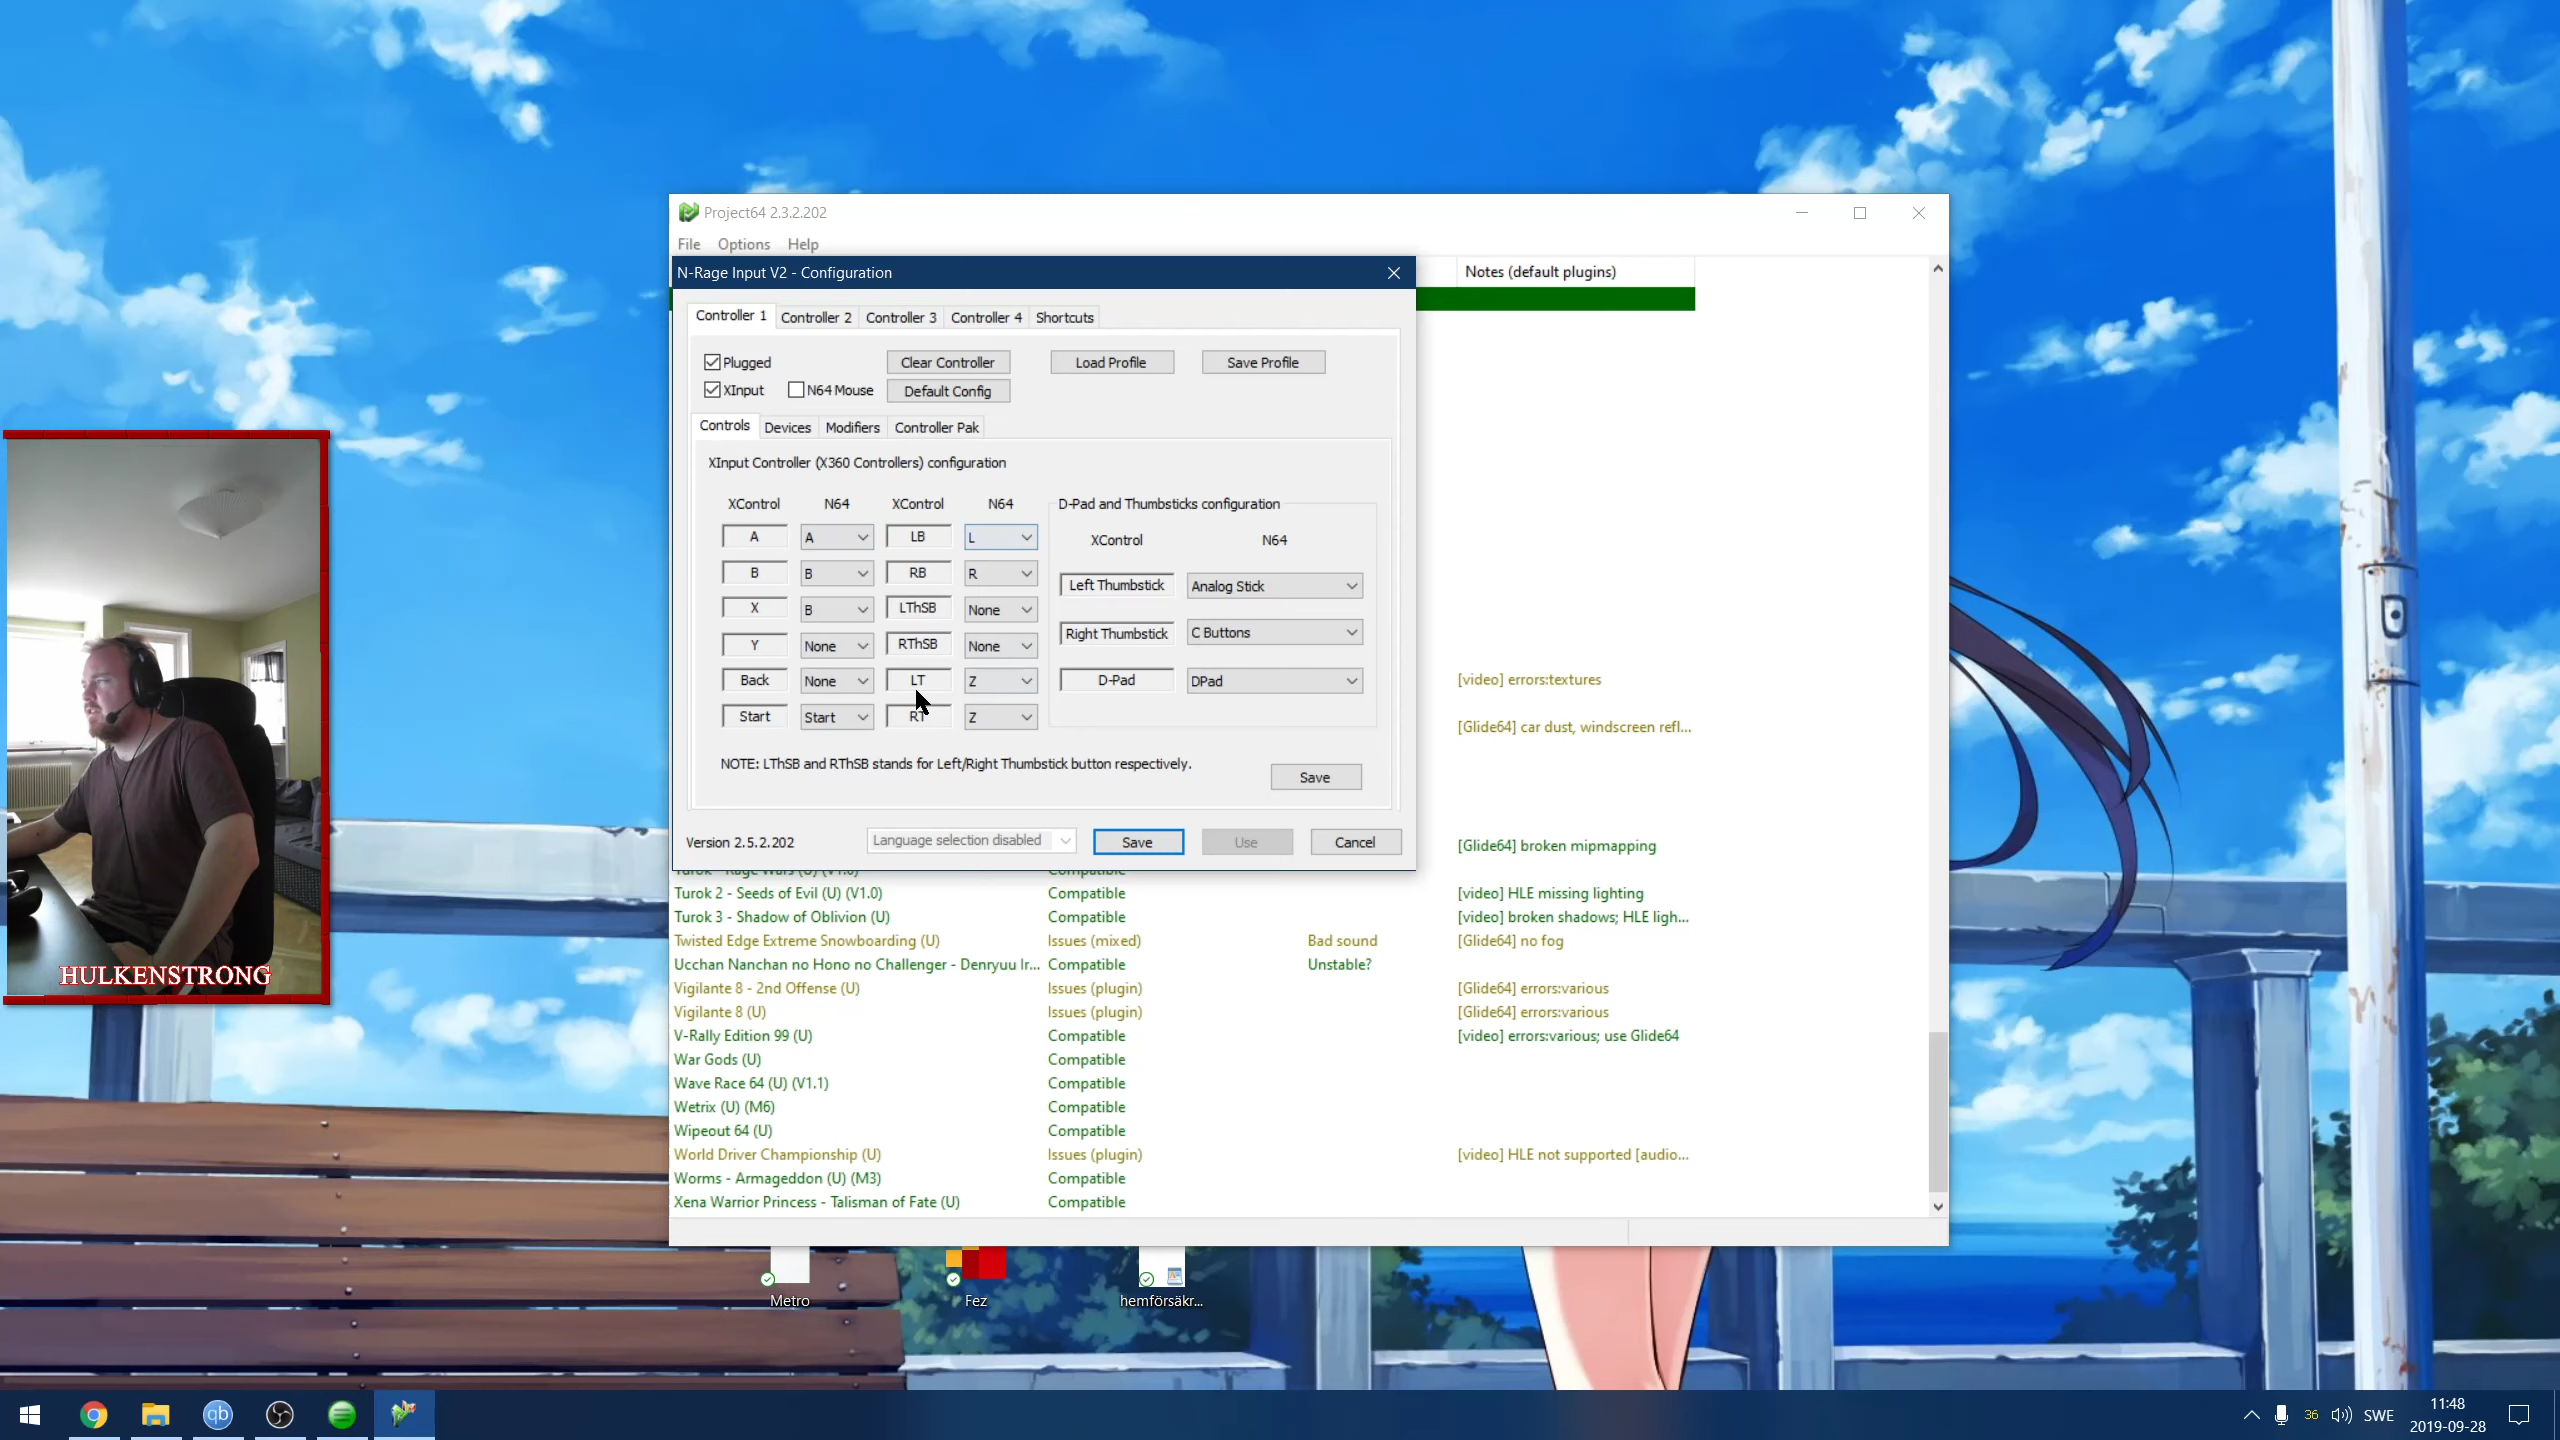 Project64 2.3.2.202
File Options Help
Notes (default plugins)
N-Rage Input V2 - Configuration
Controller 1 Controller 2 Controller 3 Controller 4 Shortcuts
Plugged Clear Controller Load Profile Save Profile
XInput N64 Mouse Default Config
Controls Devices Modifiers Controller Pak
XInput Controller (X360 Controllers) configuration
XControl N64 XControl N64 D-Pad and Thumbsticks configuration
XControl N64
A A LB L
B B RB R Left Thumbstick Analog Stick
X B LThSB None
Y None RThSB None Right Thumbstick C Buttons
Back None LT Z D-Pad DPad
Start Start RT Z
NOTE: LThSB and RThSB stands for Left/Right Thumbstick button respectively.
Save
Version 2.5.2.202 Language selection disabled Save Use Cancel
[video] errors:textures
[Glide64] car dust, windscreen refl...
[Glide64] broken mipmapping
Turok - Rage Wars (U) (V1.0) Compatible
Turok 2 - Seeds of Evil (U) (V1.0) Compatible [video] HLE missing lighting
Turok 3 - Shadow of Oblivion (U) Compatible [video] broken shadows; HLE ligh...
Twisted Edge Extreme Snowboarding (U) Issues (mixed) Bad sound [Glide64] no fog
Ucchan Nanchan no Hono no Challenger - Denryuu Ir... Compatible Unstable?
Vigilante 8 - 2nd Offense (U) Issues (plugin) [Glide64] errors:various
Vigilante 8 (U) Issues (plugin) [Glide64] errors:various
V-Rally Edition 99 (U) Compatible [video] errors:various; use Glide64
War Gods (U) Compatible
Wave Race 64 (U) (V1.1) Compatible
Wetrix (U) (M6) Compatible
Wipeout 64 (U) Compatible
World Driver Championship (U) Issues (plugin) [video] HLE not supported [audio...
Worms - Armageddon (U) (M3) Compatible
Xena Warrior Princess - Talisman of Fate (U) Compatible
HULKENSTRONG
Metro Fez hemförsäkr...
qb
36 SWE 11:48
2019-09-28